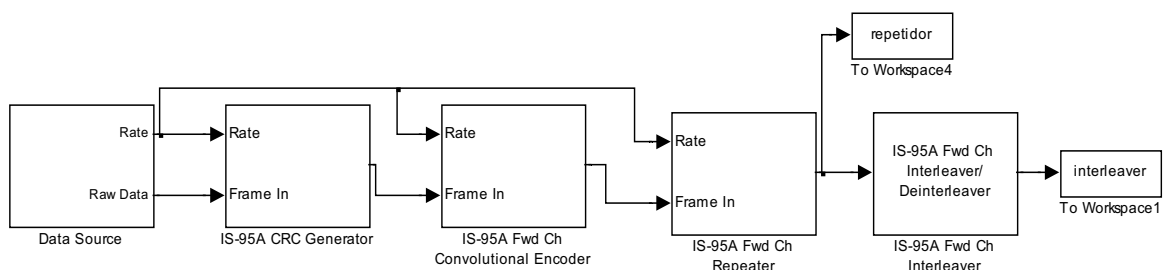 repetidor
To Workspace4
Rate
Raw Data
Data Source
Rate
Frame In
IS-95A CRC Generator
Rate
Frame In
IS-95A Fwd Ch
Convolutional Encoder
Rate
Frame In
IS-95A Fwd Ch
Repeater
IS-95A Fwd Ch
Interleaver/
Deinterleaver
IS-95A Fwd Ch
Interleaver
interleaver
To Workspace1